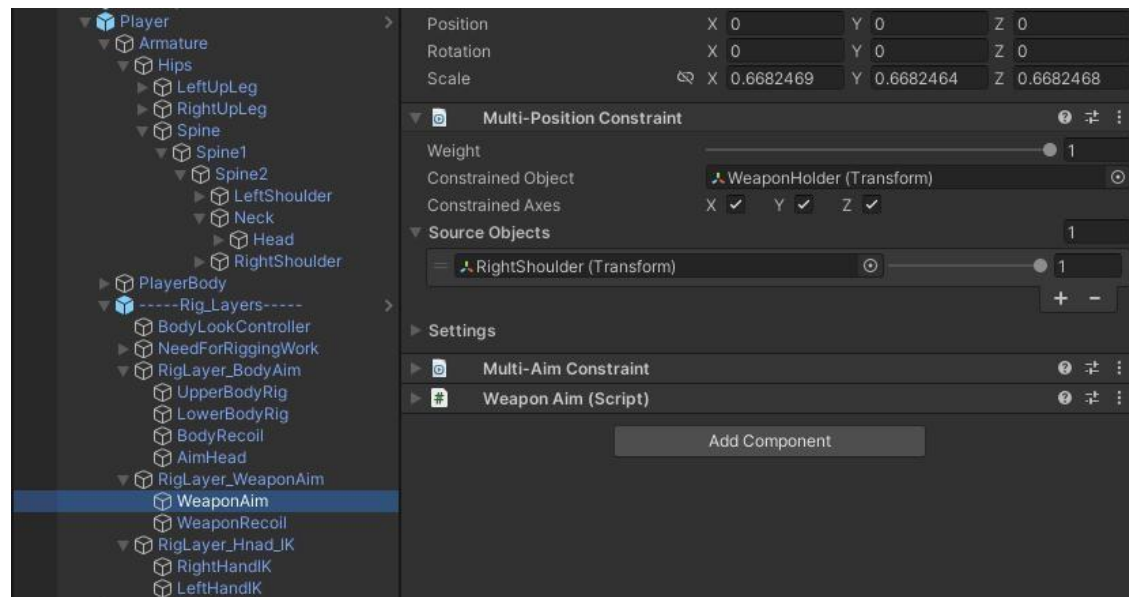 Player
Armature
Hips
LeftUpLeg
RightUpLeg
Spine
Spine1
Spine2
LeftShoulder
Neck
Head
RightShoulder
PlayerBody
-----Rig_Layers-----
BodyLookController
NeedForRiggingWork
RigLayer_BodyAim
UpperBodyRig
LowerBodyRig
BodyRecoil
AimHead
RigLayer_WeaponAim
WeaponAim
WeaponRecoil
RigLayer_Hnad_IK
RightHandIK
LeftHandIK
Position X 0 Y 0 Z 0
Rotation X 0 Y 0 Z 0
Scale X 0.6682469 Y 0.6682464 Z 0.6682468
Multi-Position Constraint
Weight 1
Constrained Object WeaponHolder (Transform)
Constrained Axes X Y Z
Source Objects 1
RightShoulder (Transform) 1
+ -
Settings
Multi-Aim Constraint
# Weapon Aim (Script)
Add Component